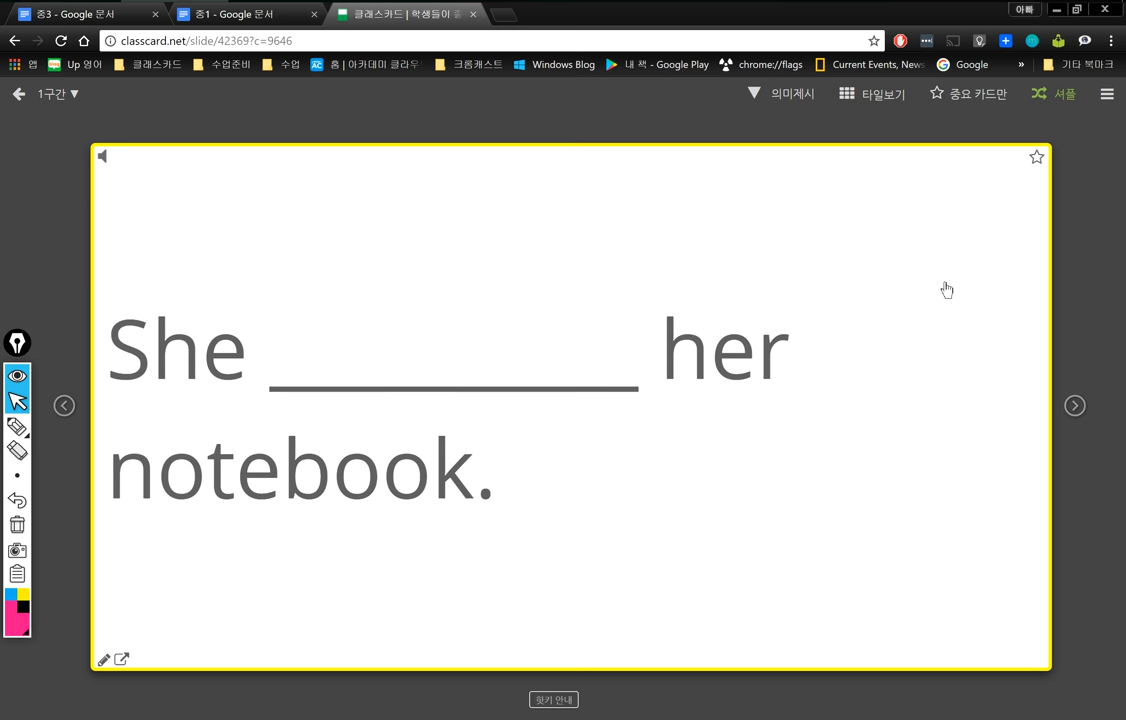 중3 - Google 문서
중1 - Google 문서
클래스카드 | 학생들이 좋
아빠
classcard.net/slide/42369?c=9646
앱
Up 영어
클래스카드
수업준비
수업
홈 | 아카데미 클라우
크롬캐스트
Windows Blog
내 책 - Google Play
chrome://flags
Current Events, News
Google
»
기타 북마크
1구간 ▼
의미제시
타일보기
중요 카드만
셔플
She __________ her
notebook.
핫키 안내